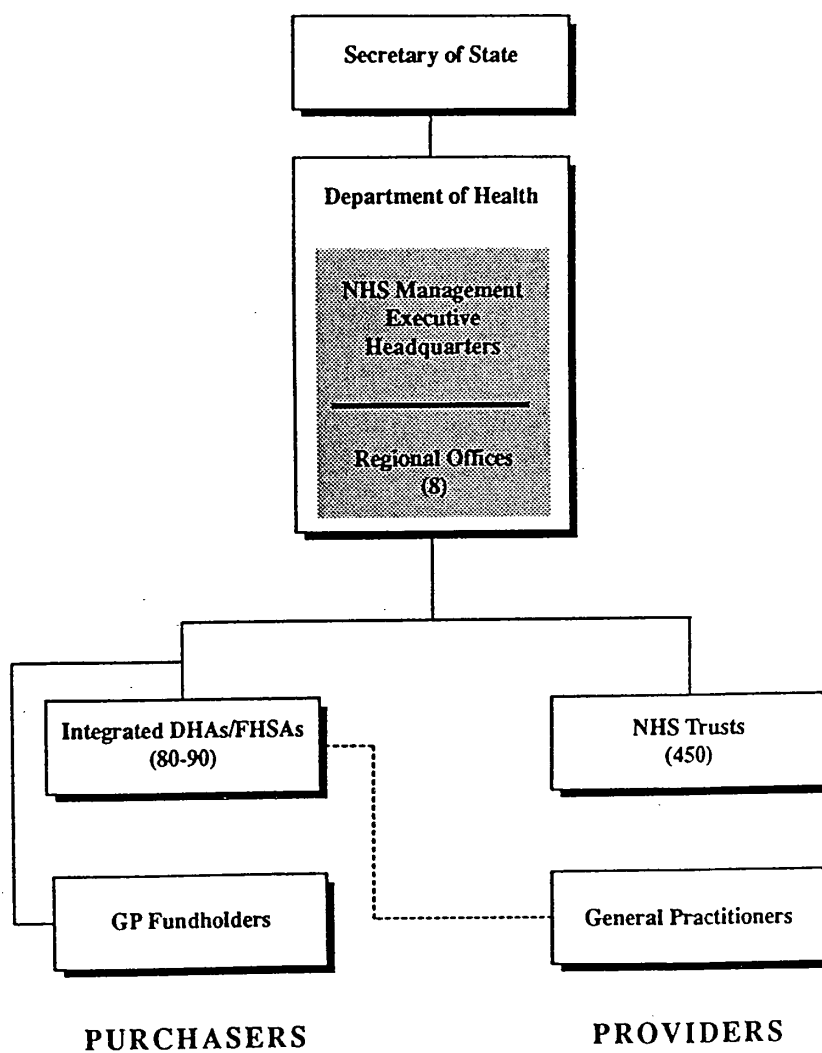 Secretary of State
Department of Health
NHS Management
Executive
Headquarters
Regional Offices
(8)
Integrated DHAs/FHSAs
(80-90)
NHS Trusts
(450)
GP Fundholders
General Practitioners
PURCHASERS
PROVIDERS